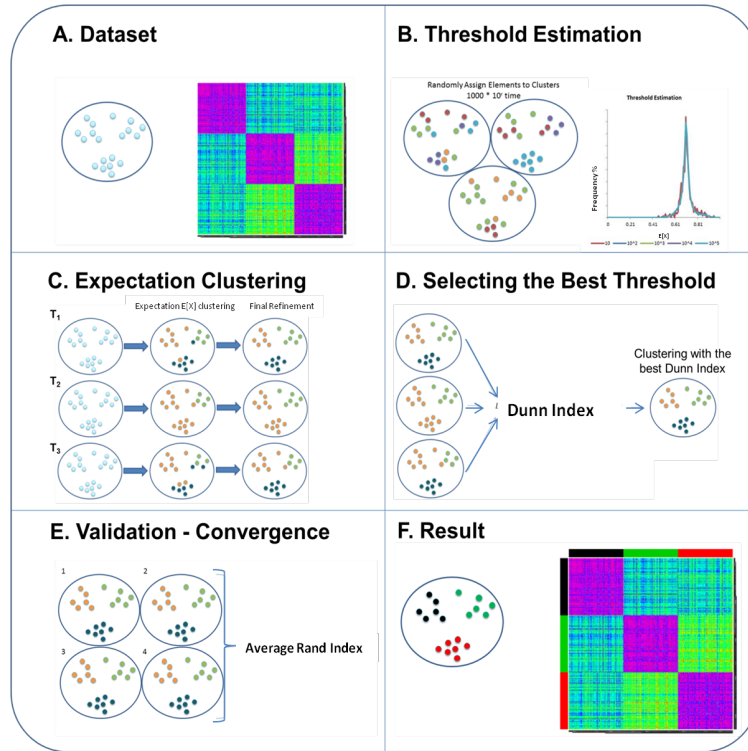 A. Dataset
B. Threshold Estimation
Randomly Assign Elements to Clusters
Threshold Estimation
Frequency %
0 0.21 0.41 0.61 0.81
E[X]
10 10^2 10^3 10^4 10^5
C. Expectation Clustering
Expectation E[X] clustering
Final Refinement
T1
T2
T3
D. Selecting the Best Threshold
Dunn Index
Clustering with the
best Dunn Index
E. Validation - Convergence
1 2
3 4
Average Rand Index
F. Result